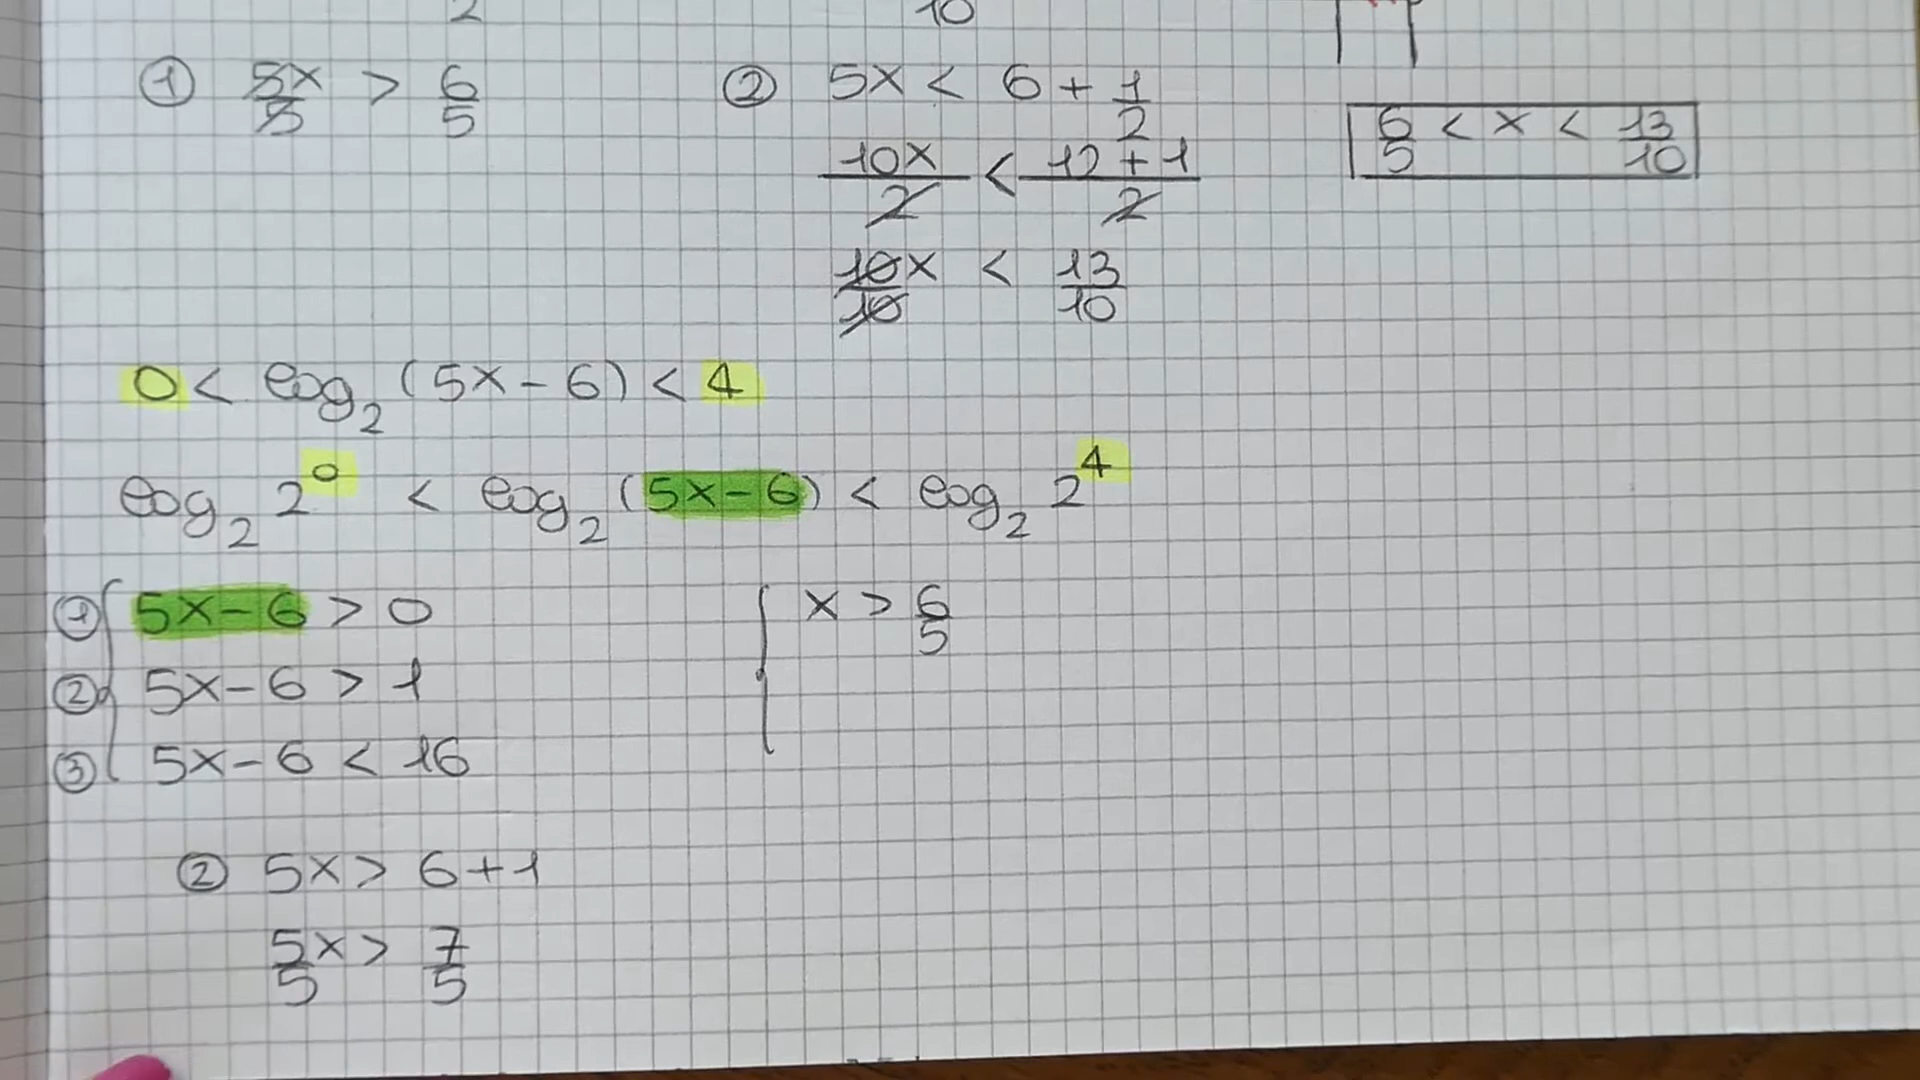 2
10
① 5x/5 > 6/5
② 5x < 6 + 1/2
10x/2 < 12 + 1/2
10x/10 < 13/10
6/5 < x < 13/10
0 < log₂ (5x - 6) < 4
log₂ 2⁰ < log₂ (5x - 6) < log₂ 2⁴
① 5x - 6 > 0
② 5x - 6 > 1
③ 5x - 6 < 16
x > 6/5
② 5x > 6 + 1
5x/5 > 7/5